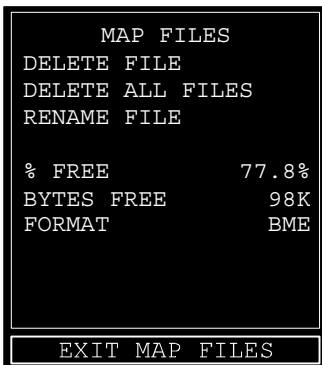 MAP FILES
DELETE FILE
DELETE ALL FILES
RENAME FILE
% FREE 77.8%
BYTES FREE 98K
FORMAT BME
EXIT MAP FILES